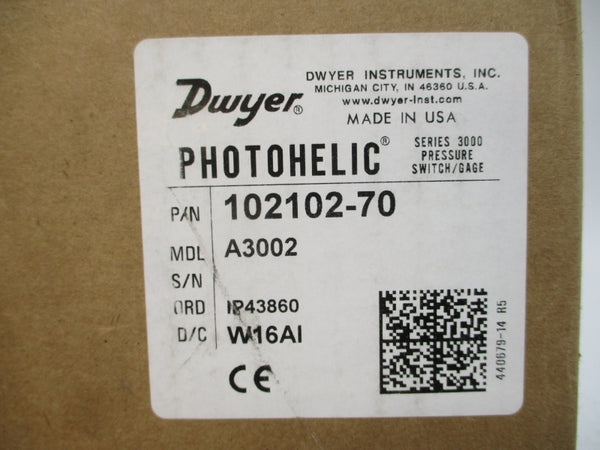 Dwyer®
DWYER INSTRUMENTS, INC.
MICHIGAN CITY, IN 46360 U.S.A.
www.dwyer-inst.com
MADE IN USA
PHOTOHELIC®
SERIES 3000
PRESSURE
SWITCH/GAGE
P/N 102102-70
MDL A3002
S/N
ORD IP43860
D/C W16AI
CE
440679-14 R5